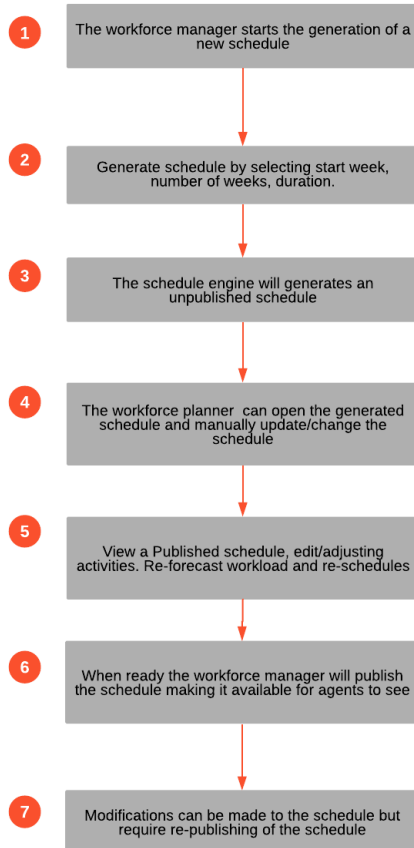 1
The workforce manager starts the generation of a
new schedule
2
Generate schedule by selecting start week,
number of weeks, duration.
3
The schedule engine will generates an
unpublished schedule
4
The workforce planner  can open the generated
schedule and manually update/change the
schedule
5
View a Published schedule, edit/adjusting
activities. Re-forecast workload and re-schedules
6
When ready the workforce manager will publish
the schedule making it available for agents to see
7
Modifications can be made to the schedule but
require re-publishing of the schedule